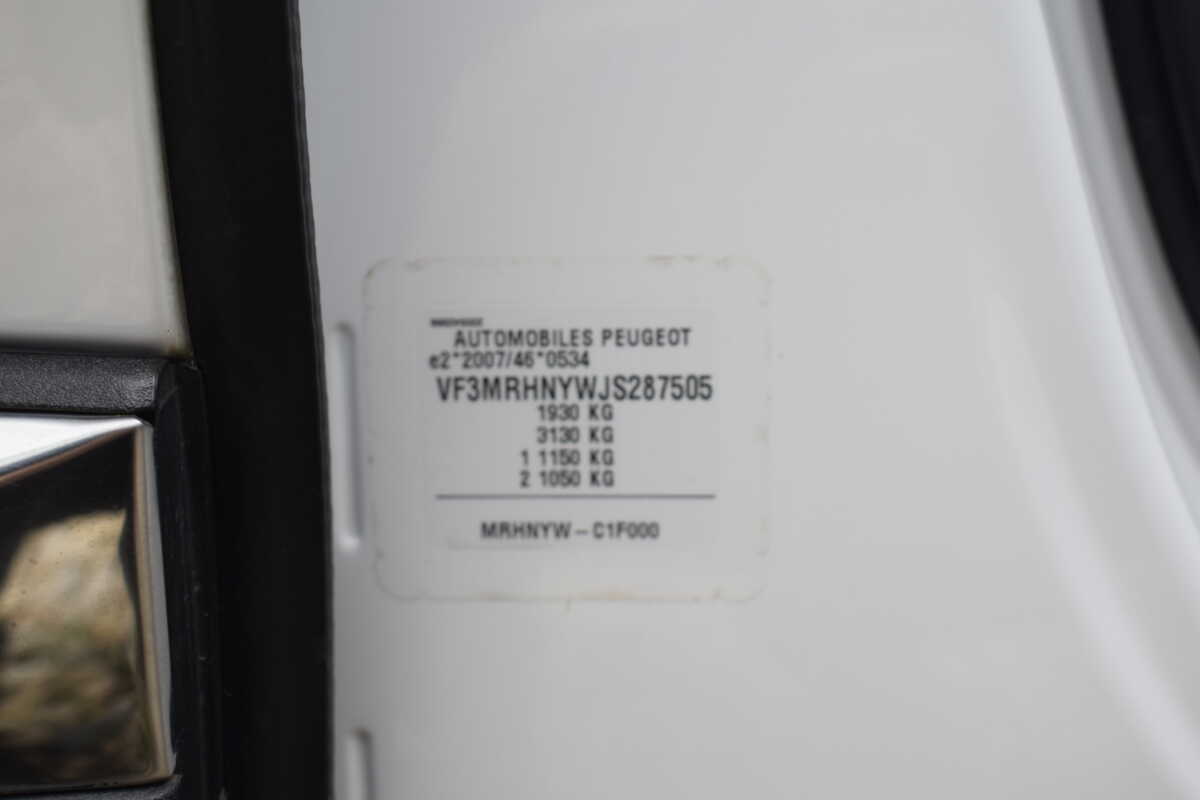 AUTOMOBILES PEUGEOT
e2*2007/46*0534
VF3MRHNYWJS287505
1930 KG
3130 KG
1 1150 KG
2 1050 KG
MRHNYW-C1F000